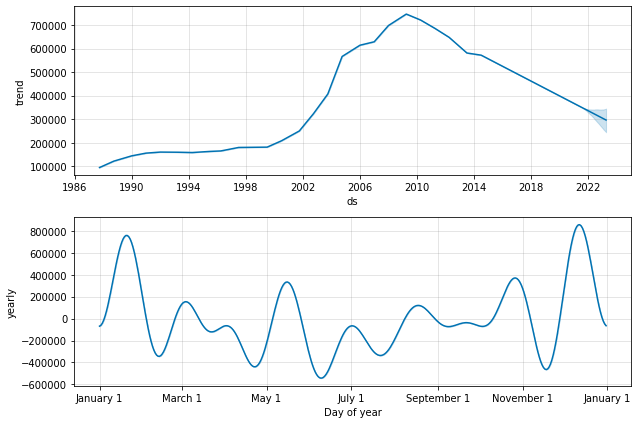 700000
600000
500000
400000
300000
200000
100000
trend
1986 1990 1994 1998 2002 2006 2010 2014 2018 2022
ds
800000
600000
400000
200000
0
−200000
−400000
−600000
yearly
January 1 March 1 May 1 July 1 September 1 November 1 January 1
Day of year